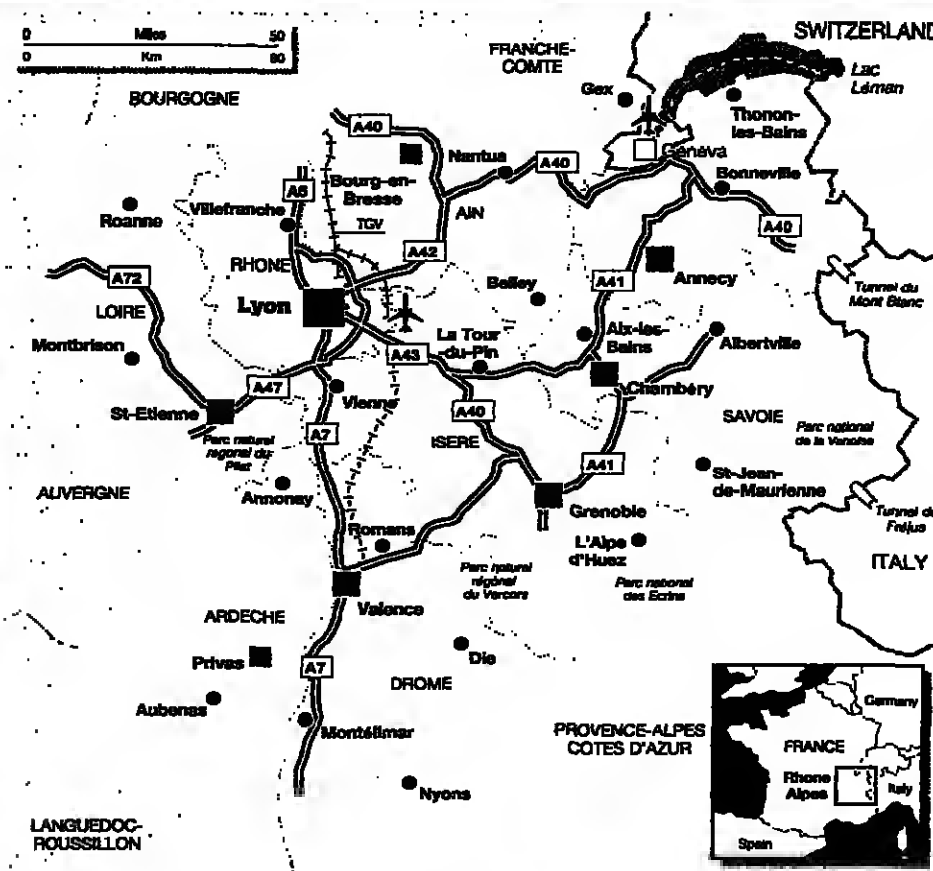 0 Miles 50
0 Km 80
SWITZERLAND
FRANCHE-
COMTE
Lac
Léman
BOURGOGNE
Gex
Thonon-
les-Bains
A40
Nantua
A40
Geneva
Bonneville
A6
Bourg-en-
Bresse
Roanne
Villefranche
AIN
TGV
A40
A42
RHONE
A72
Annecy
Belley
A41
Tunnel du
Mont Blanc
LOIRE
Lyon
Montbrison
La Tour
-du-Pin
Aix-les-
Bains
Albertville
A43
A47
Vienne
Chambéry
St-Etienne
A40
SAVOIE
Parc national
de la Vanoise
Parc naturel
regional du
Pilat
A7
ISERE
A41
St-Jean-
de-Maurienne
AUVERGNE
Annonay
Grenoble
Tunnel du
Fréjus
Romans
L'Alpe
d'Huez
ITALY
Parc naturel
régional
du Vercors
Parc national
des Ecrins
Valence
ARDECHE
Privas
A7
Die
DROME
Aubenas
Montélimar
PROVENCE-ALPES
COTES D'AZUR
Nyons
LANGUEDOC-
ROUSSILLON
Germany
FRANCE
Rhone
Alpes
Italy
Spain